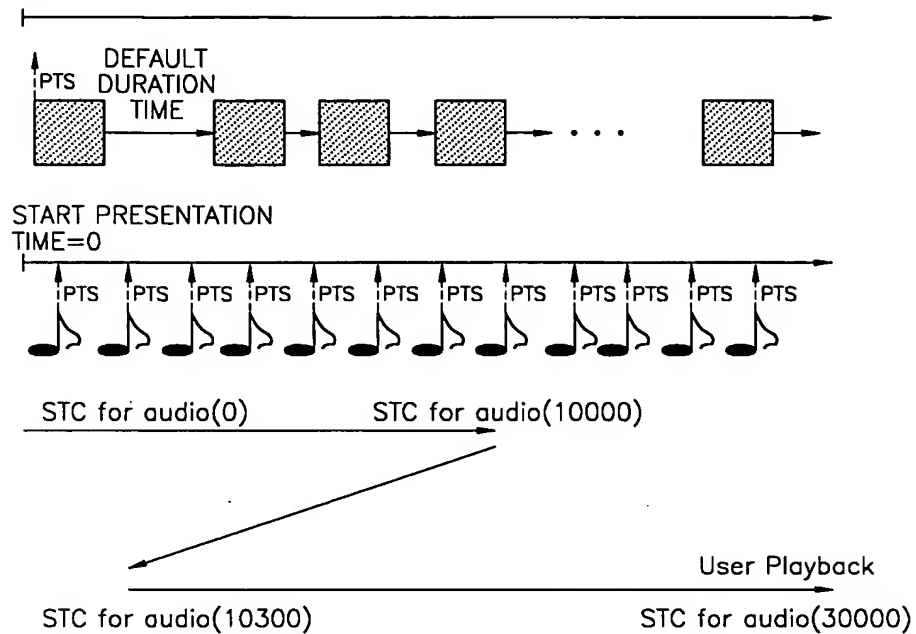 PTS
DEFAULT
DURATION
TIME
START PRESENTATION
TIME=0
PTS PTS PTS PTS PTS PTS PTS PTS PTS PTS PTS PTS
STC for audio(0) STC for audio(10000)
User Playback
STC for audio(10300) STC for audio(30000)